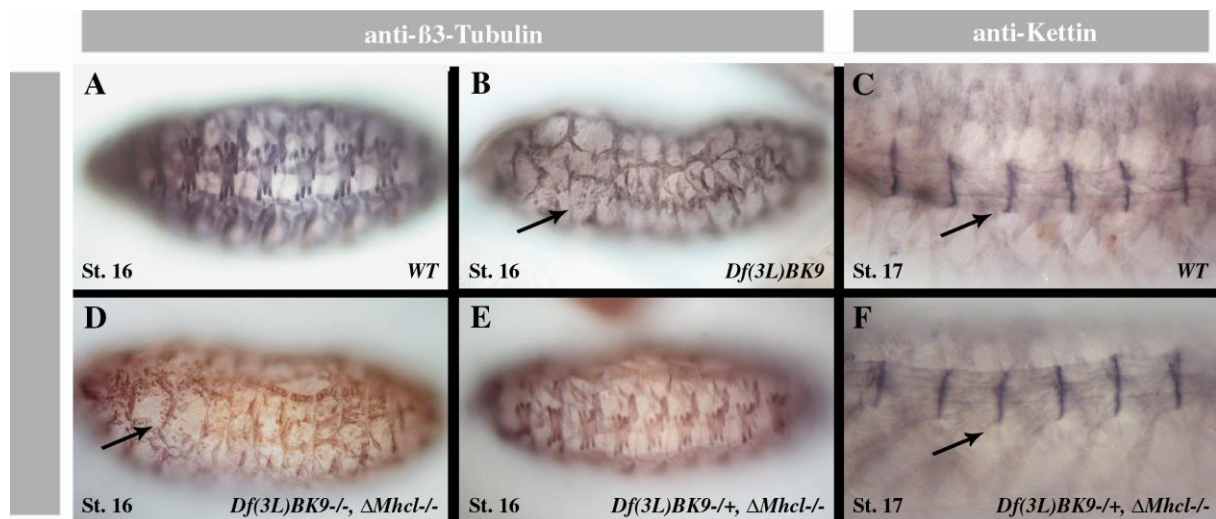 anti-ß3-Tubulin
anti-Kettin
A
St. 16
WT
B
St. 16
Df(3L)BK9
C
St. 17
WT
D
St. 16
Df(3L)BK9-/-, ΔMhcl-/-
E
St. 16
Df(3L)BK9-/+, ΔMhcl-/-
F
St. 17
Df(3L)BK9-/+, ΔMhcl-/-